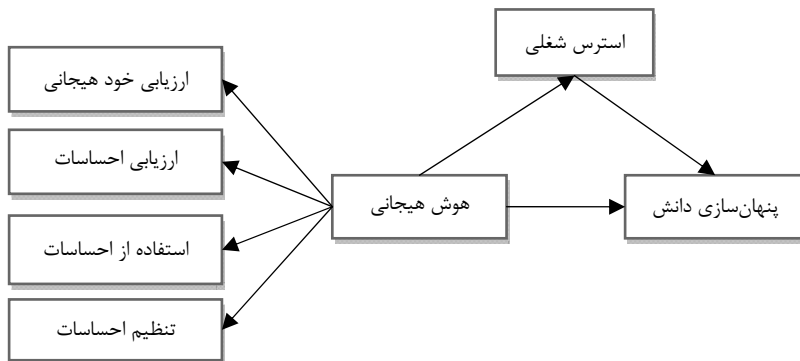 استرس شغلی
ارزیابی خود هیجانی
ارزیابی احساسات
پنهان‌سازی دانش
هوش هیجانی
استفاده از احساسات
تنظیم احساسات